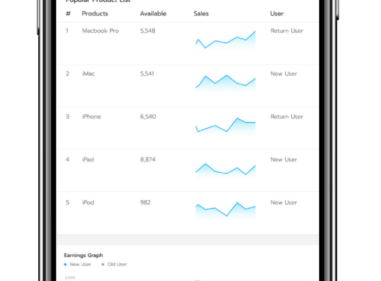 Popular Product List
# Products Available Sales User
1 Macbook Pro 5,548 Return User
2 iMac 5,541 New User
3 iPhone 6,540 Return User
4 iPad 8,874 New User
5 iPod 982 New User
Earnings Graph
New User Old User